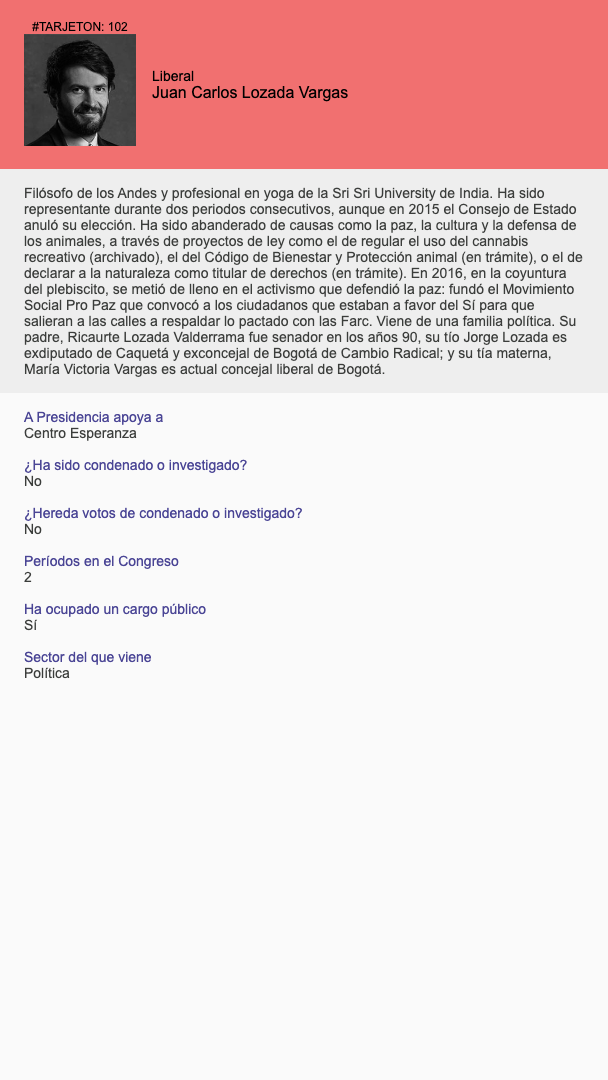 #TARJETON: 102
Liberal
Juan Carlos Lozada Vargas
Filósofo de los Andes y profesional en yoga de la Sri Sri University de India. Ha sido
representante durante dos periodos consecutivos, aunque en 2015 el Consejo de Estado
anuló su elección. Ha sido abanderado de causas como la paz, la cultura y la defensa de
los animales, a través de proyectos de ley como el de regular el uso del cannabis
recreativo (archivado), el del Código de Bienestar y Protección animal (en trámite), o el de
declarar a la naturaleza como titular de derechos (en trámite). En 2016, en la coyuntura
del plebiscito, se metió de lleno en el activismo que defendió la paz: fundó el Movimiento
Social Pro Paz que convocó a los ciudadanos que estaban a favor del Sí para que
salieran a las calles a respaldar lo pactado con las Farc. Viene de una familia política. Su
padre, Ricaurte Lozada Valderrama fue senador en los años 90, su tío Jorge Lozada es
exdiputado de Caquetá y exconcejal de Bogotá de Cambio Radical; y su tía materna,
María Victoria Vargas es actual concejal liberal de Bogotá.
A Presidencia apoya a
Centro Esperanza
¿Ha sido condenado o investigado?
No
¿Hereda votos de condenado o investigado?
No
Períodos en el Congreso
2
Ha ocupado un cargo público
Sí
Sector del que viene
Política